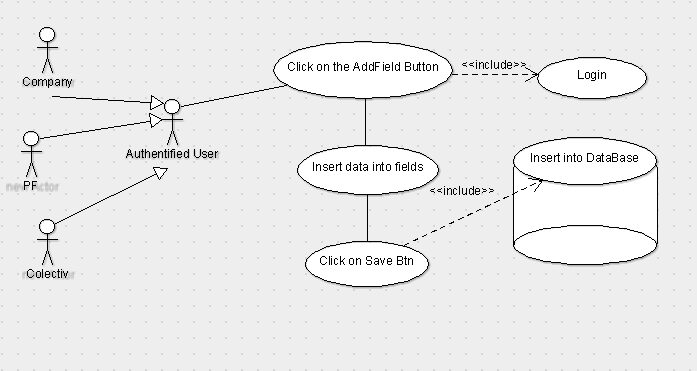 Company
Click on the AddField Button
<<include>>
Login
Authentified User
PF
Insert data into fields
Insert into DataBase
<<include>>
Click on Save Btn
Colectiv